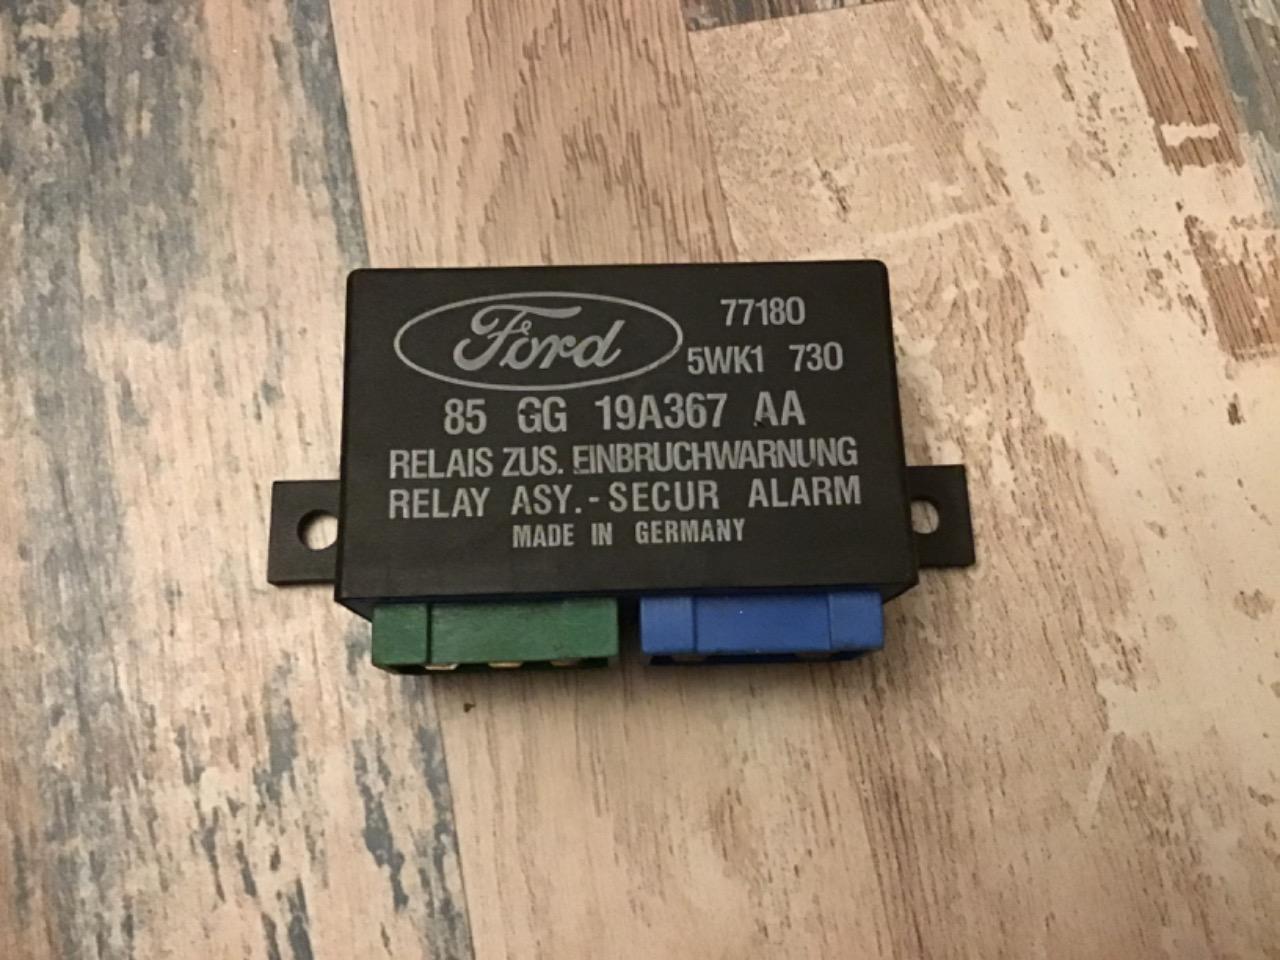 Ford
77180
5WK1 730
85 GG 19A367 AA
RELAIS ZUS. EINBRUCHWARNUNG
RELAY ASY.-SECUR ALARM
MADE IN GERMANY